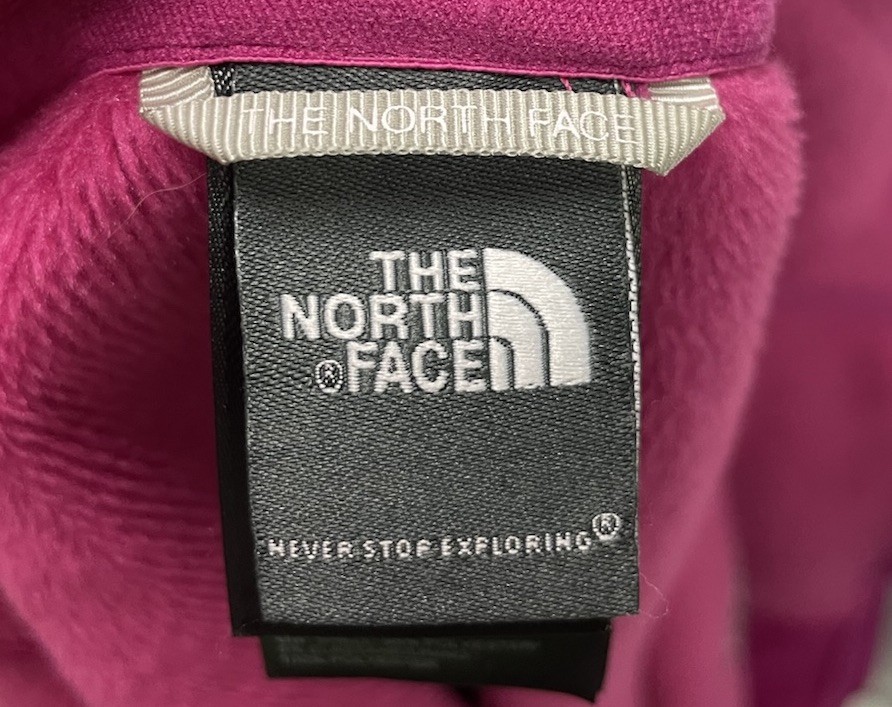 THE NORTH FACE
THE
NORTH
®FACE
NEVER STOP EXPLORING®